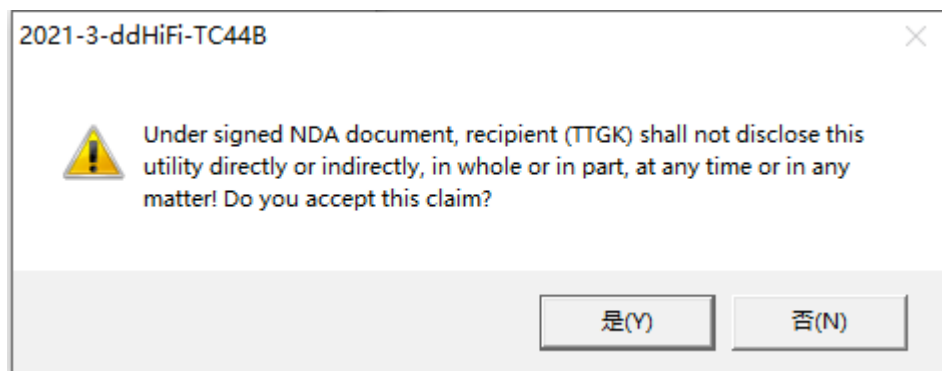 2021-3-ddHiFi-TC44B
Under signed NDA document, recipient (TTGK) shall not disclose this
utility directly or indirectly, in whole or in part, at any time or in any
matter! Do you accept this claim?
是(Y)
否(N)